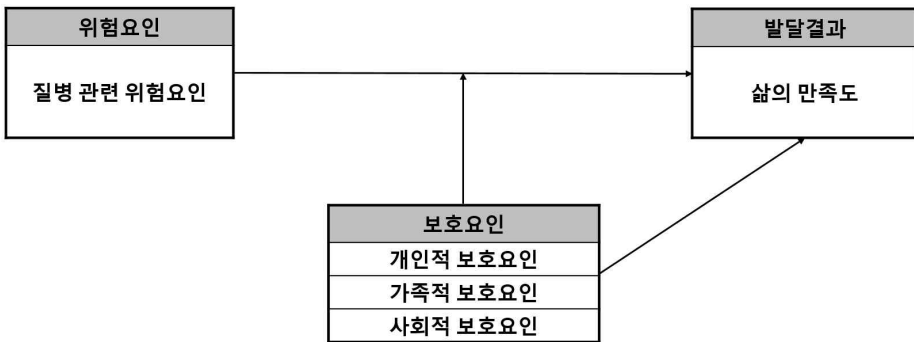 위험요인
질병 관련 위험요인
발달결과
삶의 만족도
보호요인
개인적 보호요인
가족적 보호요인
사회적 보호요인